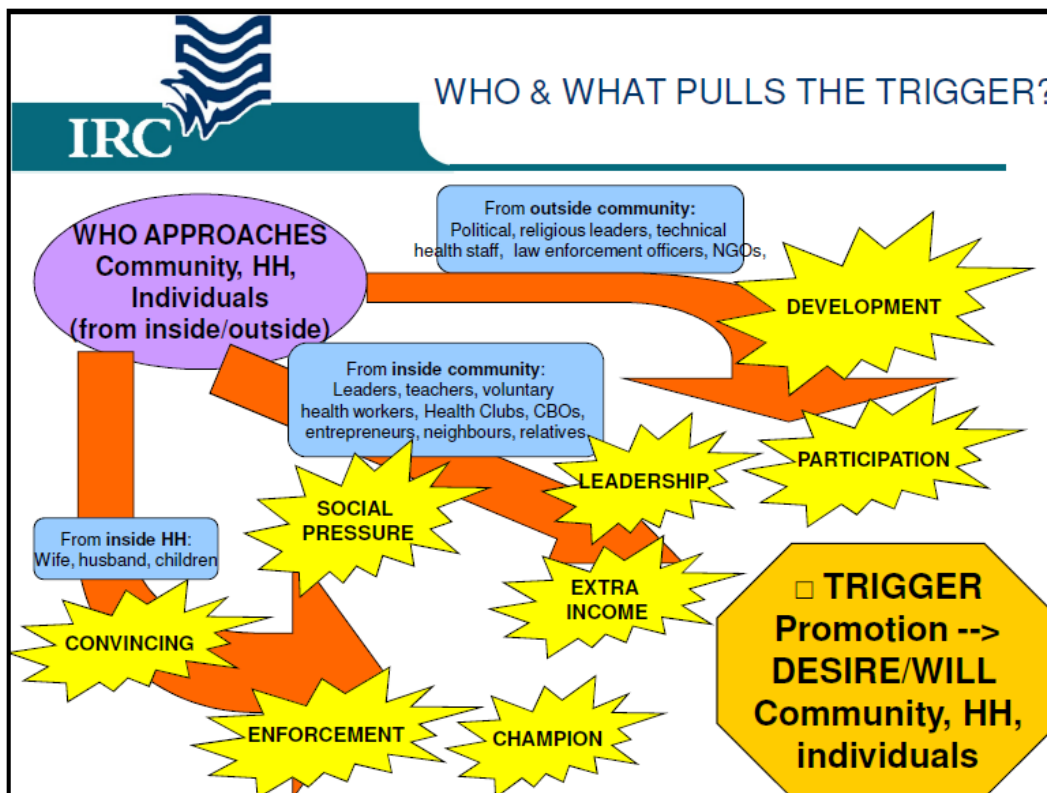 IRC
WHO & WHAT PULLS THE TRIGGER?
WHO APPROACHES
Community, HH,
Individuals
(from inside/outside)
From outside community:
Political, religious leaders, technical
health staff, law enforcement officers, NGOs,
DEVELOPMENT
From inside community:
Leaders, teachers, voluntary
health workers, Health Clubs, CBOs,
entrepreneurs, neighbours, relatives
LEADERSHIP
PARTICIPATION
SOCIAL
PRESSURE
From inside HH:
Wife, husband, children
EXTRA
INCOME
CONVINCING
ENFORCEMENT
CHAMPION
□ TRIGGER
Promotion -->
DESIRE/WILL
Community, HH,
individuals